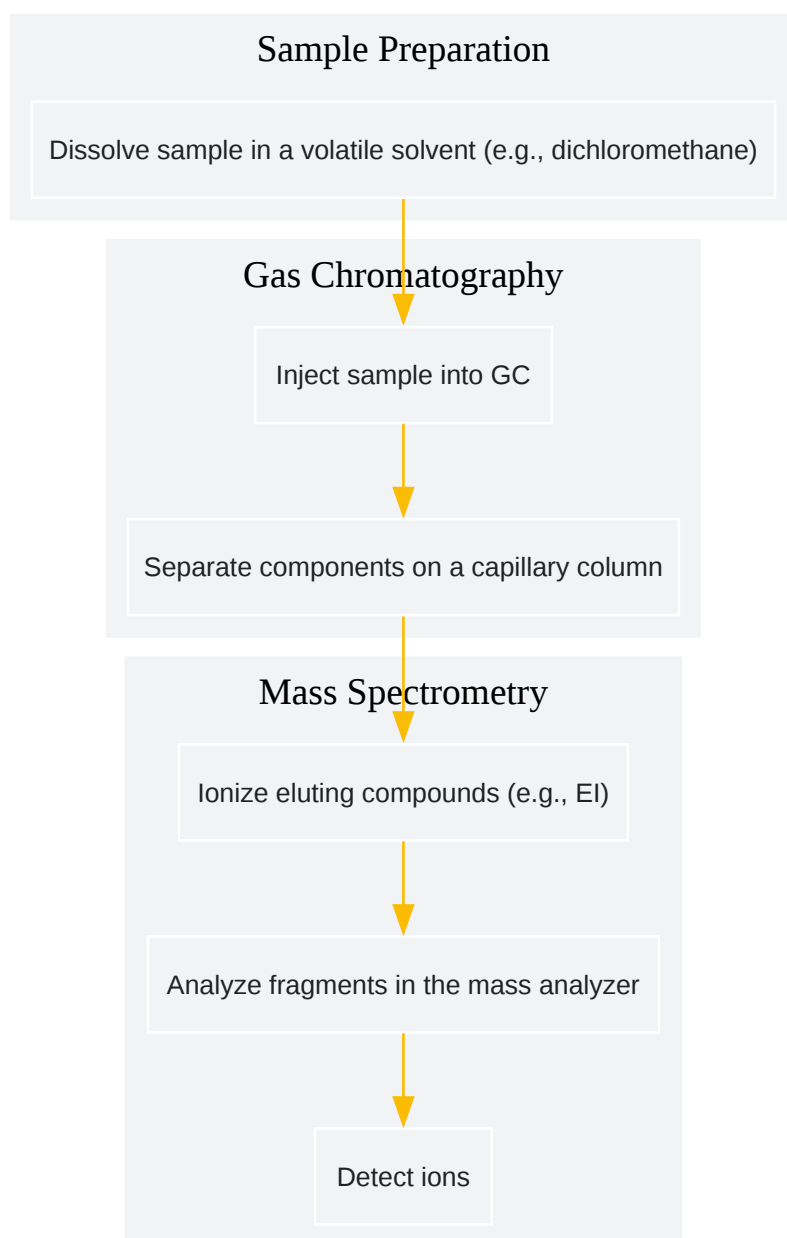 Sample Preparation
Dissolve sample in a volatile solvent (e.g., dichloromethane)
Gas Chromatography
Inject sample into GC
Separate components on a capillary column
Mass Spectrometry
Ionize eluting compounds (e.g., EI)
Analyze fragments in the mass analyzer
Detect ions